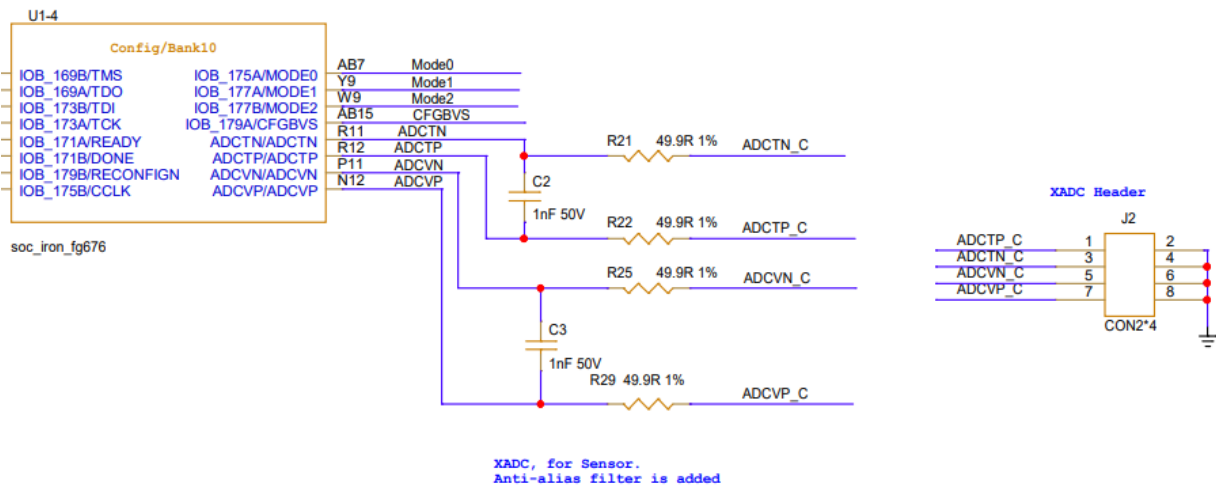 U1-4
Config/Bank10
IOB_169B/TMS
IOB_169A/TDO
IOB_173B/TDI
IOB_173A/TCK
IOB_171A/READY
IOB_171B/DONE
IOB_179B/RECONFIGN
IOB_175B/CCLK
IOB_175A/MODE0
IOB_177A/MODE1
IOB_177B/MODE2
IOB_179A/CFGBVS
ADCTN/ADCTN
ADCTP/ADCTP
ADCVN/ADCVN
ADCVP/ADCVP
AB7 Mode0
Y9 Mode1
W9 Mode2
AB15 CFGBVS
R11 ADCTN
R12 ADCTP
P11 ADCVN
N12 ADCVP
soc_iron_fg676
R21 49.9R 1% ADCTN_C
C2
1nF 50V
R22 49.9R 1% ADCTP_C
R25 49.9R 1% ADCVN_C
C3
1nF 50V
R29 49.9R 1% ADCVP_C
XADC Header
J2
ADCTP_C 1 2
ADCTN_C 3 4
ADCVN_C 5 6
ADCVP_C 7 8
CON2*4
XADC, for Sensor.
Anti-alias filter is added